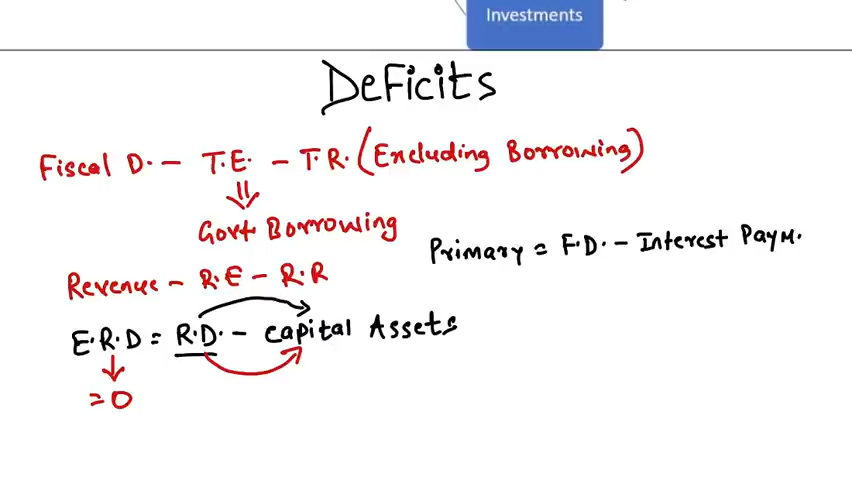 Investments
Deficits
Fiscal D. - T.E. - T.R. (Excluding Borrowing)
Govt Borrowing
Primary = F.D. - Interest Paym.
Revenue - R.E - R.R
E.R.D = R.D. - Capital Assets
= 0